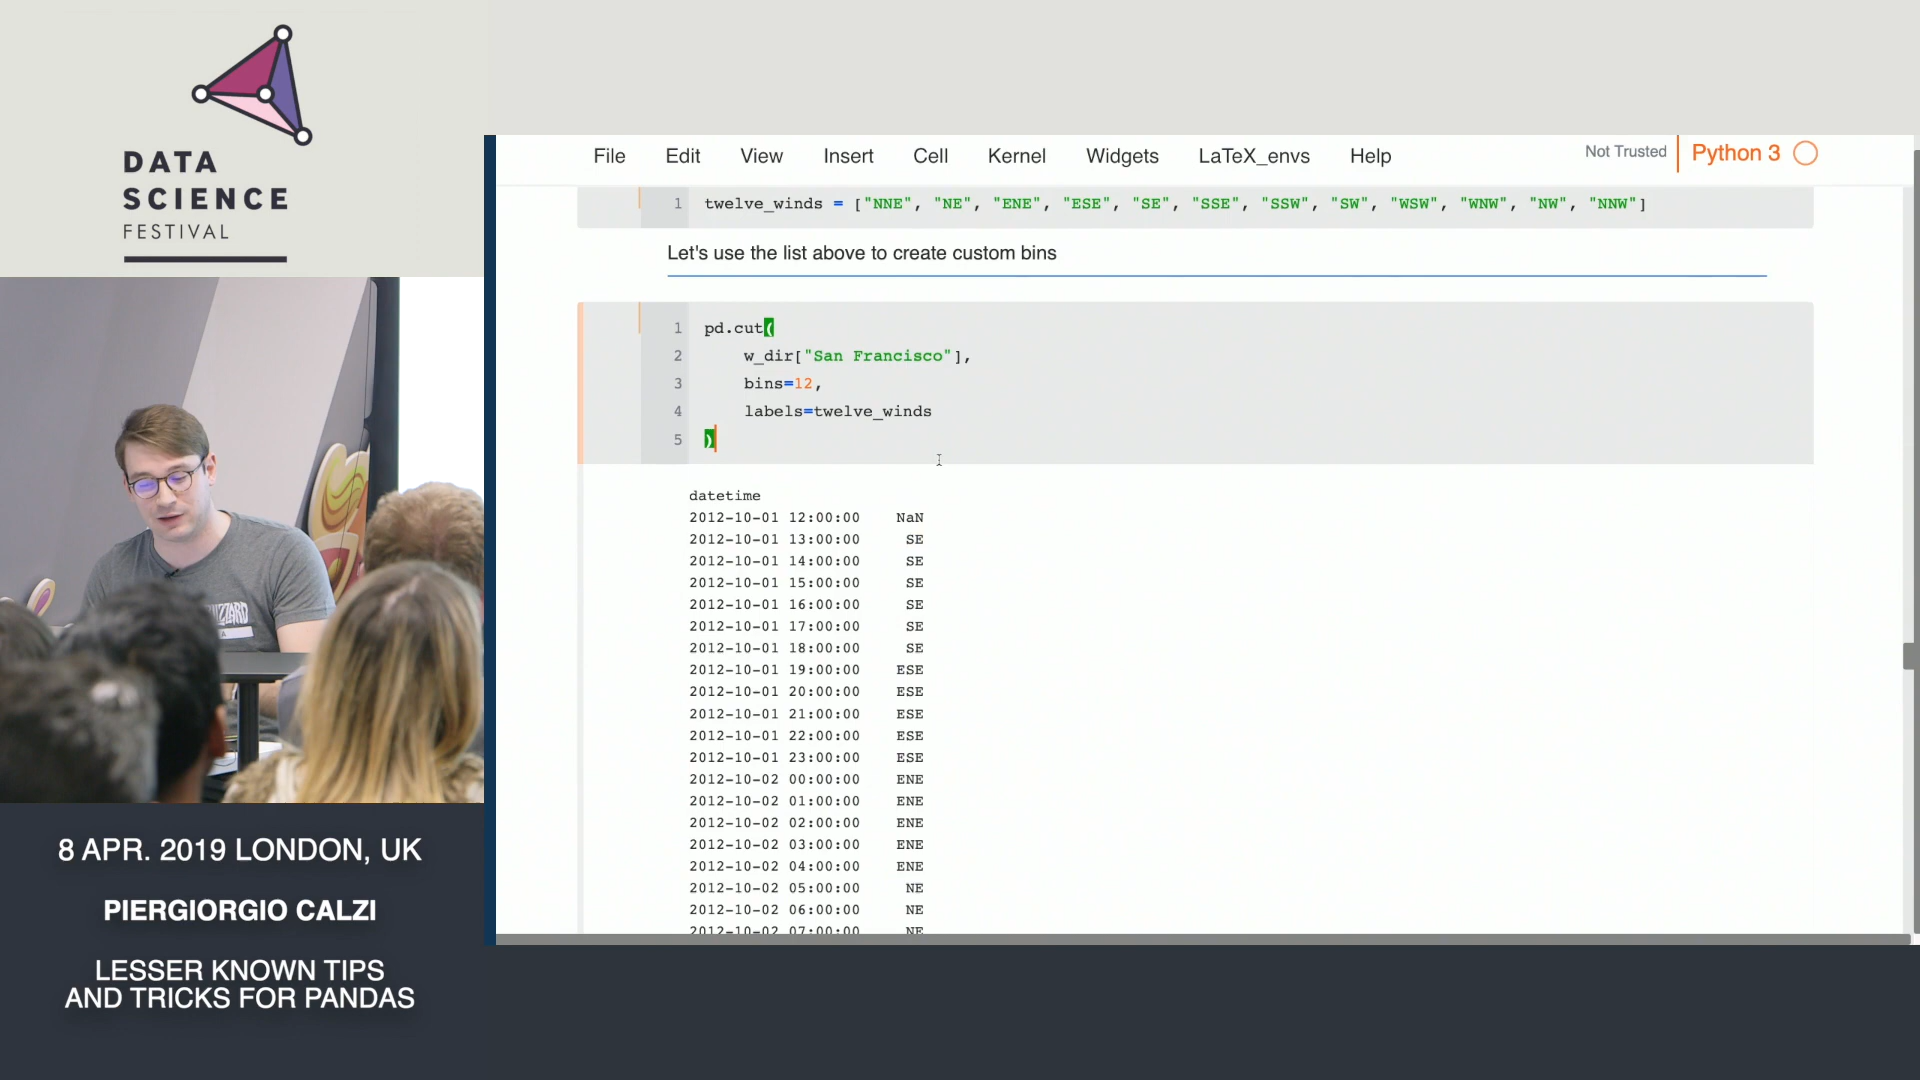 DATA
SCIENCE
FESTIVAL
8 APR. 2019 LONDON, UK
PIERGIORGIO CALZI
LESSER KNOWN TIPS
AND TRICKS FOR PANDAS
File Edit View Insert Cell Kernel Widgets LaTeX_envs Help Not Trusted Python 3
1 twelve_winds = ["NNE", "NE", "ENE", "ESE", "SE", "SSE", "SSW", "SW", "WSW", "WNW", "NW", "NNW"]
Let's use the list above to create custom bins
1 pd.cut(
2 w_dir["San Francisco"],
3 bins=12,
4 labels=twelve_winds
5 )
datetime
2012-10-01 12:00:00 NaN
2012-10-01 13:00:00 SE
2012-10-01 14:00:00 SE
2012-10-01 15:00:00 SE
2012-10-01 16:00:00 SE
2012-10-01 17:00:00 SE
2012-10-01 18:00:00 SE
2012-10-01 19:00:00 ESE
2012-10-01 20:00:00 ESE
2012-10-01 21:00:00 ESE
2012-10-01 22:00:00 ESE
2012-10-01 23:00:00 ESE
2012-10-02 00:00:00 ENE
2012-10-02 01:00:00 ENE
2012-10-02 02:00:00 ENE
2012-10-02 03:00:00 ENE
2012-10-02 04:00:00 ENE
2012-10-02 05:00:00 NE
2012-10-02 06:00:00 NE
2012-10-02 07:00:00 NE